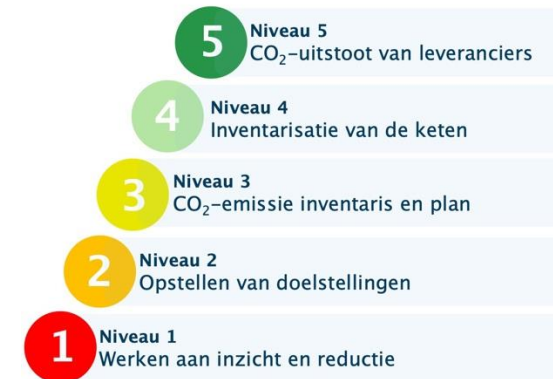 5
Niveau 5
CO₂-uitstoot van leveranciers
4
Niveau 4
Inventarisatie van de keten
3
Niveau 3
CO₂-emissie inventaris en plan
2
Niveau 2
Opstellen van doelstellingen
1
Niveau 1
Werken aan inzicht en reductie